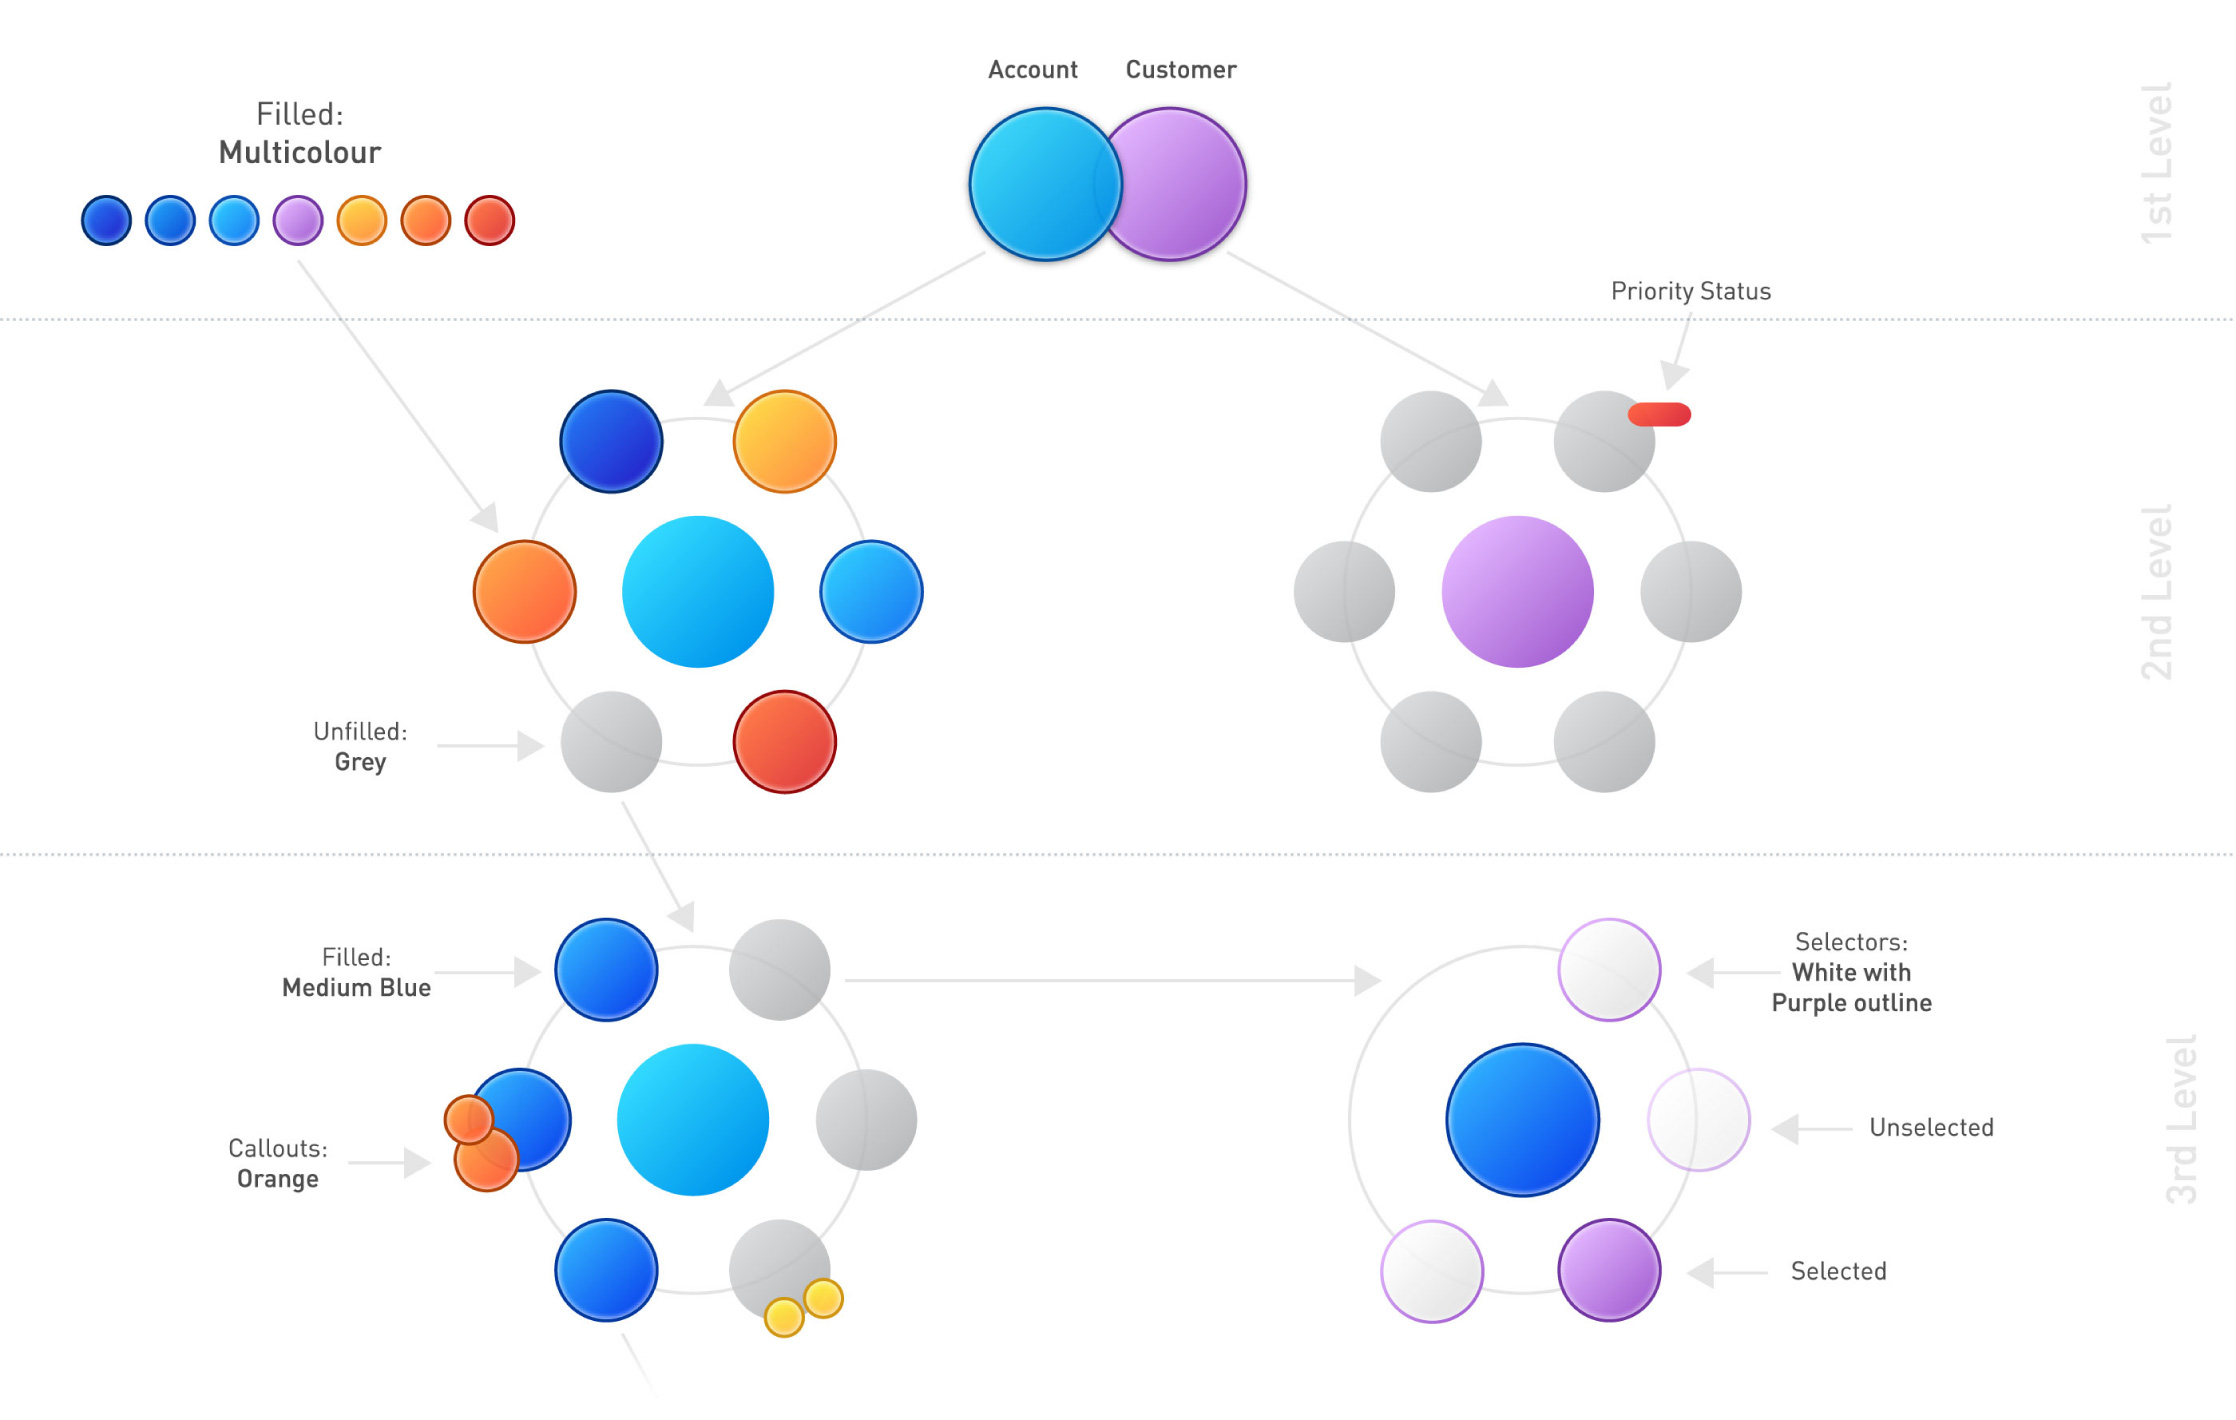 Account
Customer
Filled:
Multicolour
1st Level
Priority Status
2nd Level
Unfilled:
Grey
Filled:
Medium Blue
Selectors:
White with
Purple outline
Callouts:
Orange
Unselected
3rd Level
Selected